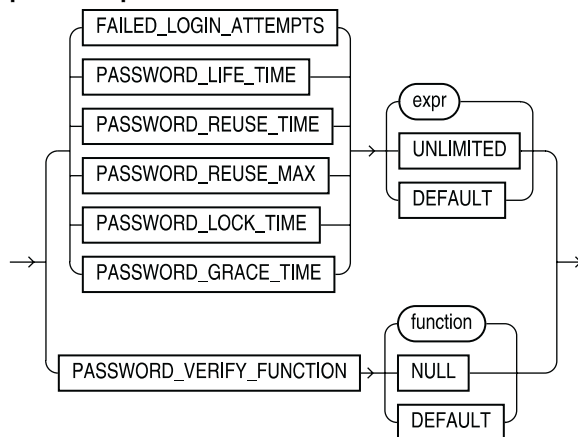 FAILED_LOGIN_ATTEMPTS
PASSWORD_LIFE_TIME
PASSWORD_REUSE_TIME
PASSWORD_REUSE_MAX
PASSWORD_LOCK_TIME
PASSWORD_GRACE_TIME
expr
UNLIMITED
DEFAULT
PASSWORD_VERIFY_FUNCTION
function
NULL
DEFAULT